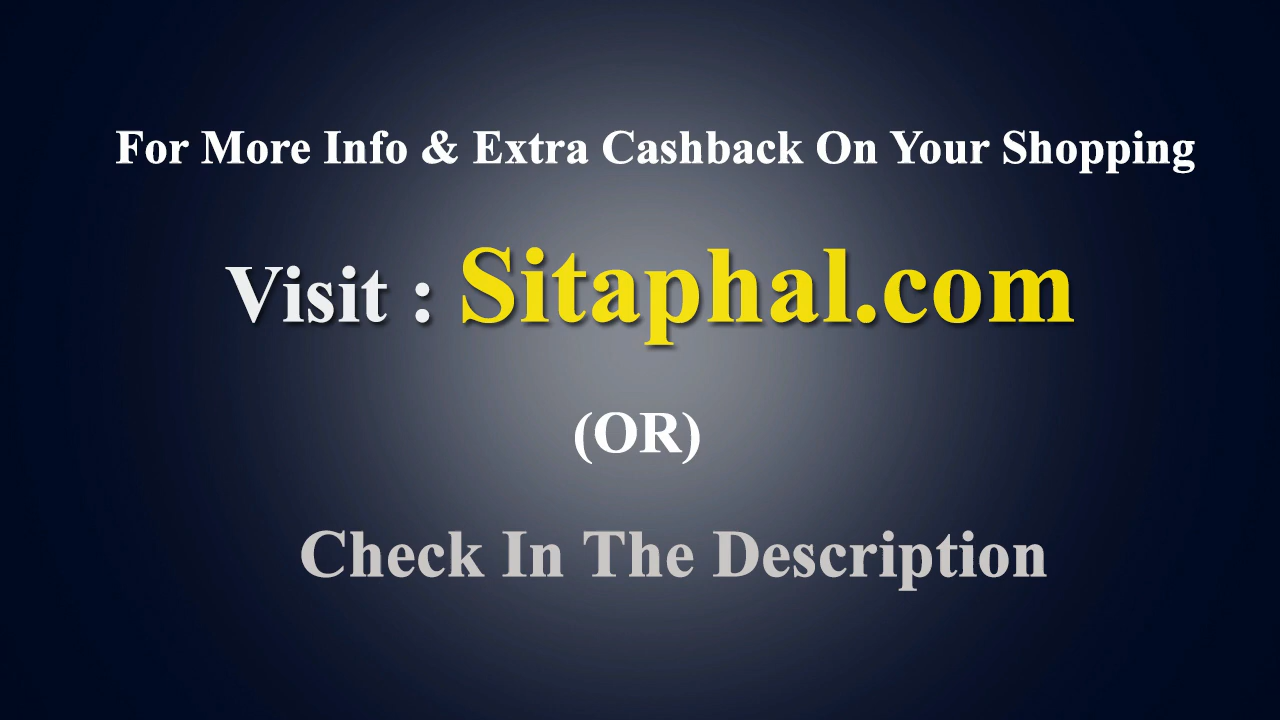 For More Info & Extra Cashback On Your Shopping
Visit : Sitaphal.com
(OR)
Check In The Description